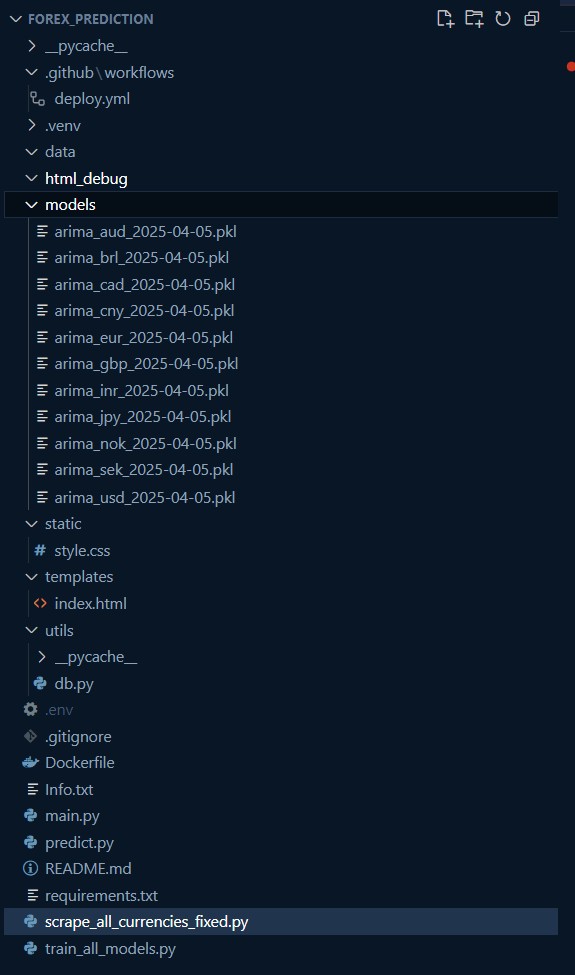 FOREX_PREDICTION
__pycache__
.github\workflows
deploy.yml
.venv
data
html_debug
models
arima_aud_2025-04-05.pkl
arima_brl_2025-04-05.pkl
arima_cad_2025-04-05.pkl
arima_cny_2025-04-05.pkl
arima_eur_2025-04-05.pkl
arima_gbp_2025-04-05.pkl
arima_inr_2025-04-05.pkl
arima_jpy_2025-04-05.pkl
arima_nok_2025-04-05.pkl
arima_sek_2025-04-05.pkl
arima_usd_2025-04-05.pkl
static
# style.css
templates
<> index.html
utils
__pycache__
db.py
.env
.gitignore
Dockerfile
Info.txt
main.py
predict.py
README.md
requirements.txt
scrape_all_currencies_fixed.py
train_all_models.py